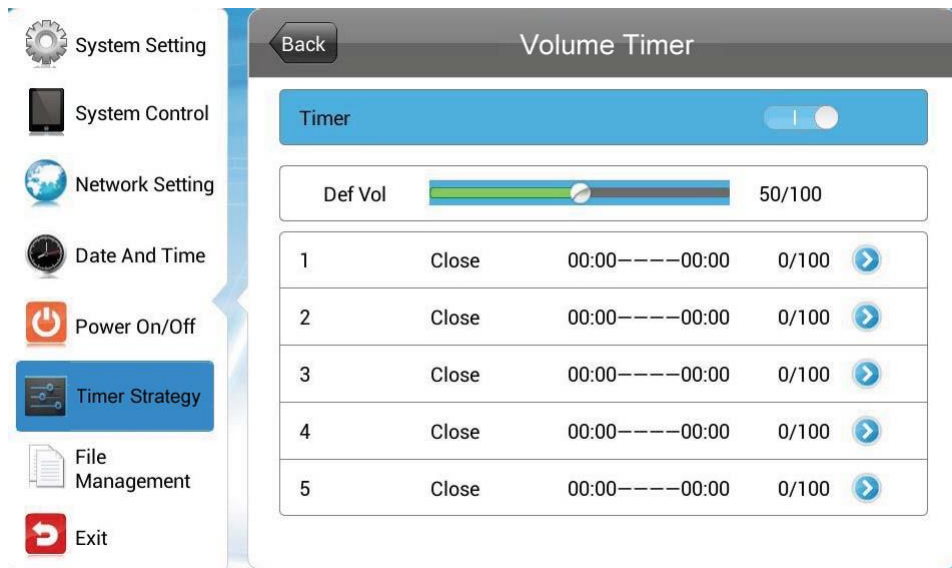 System Setting
System Control
Network Setting
Date And Time
Power On/Off
Timer Strategy
File
Management
Exit
Back
Volume Timer
Timer
Def Vol 50/100
1 Close 00:00————00:00 0/100
2 Close 00:00————00:00 0/100
3 Close 00:00————00:00 0/100
4 Close 00:00————00:00 0/100
5 Close 00:00————00:00 0/100